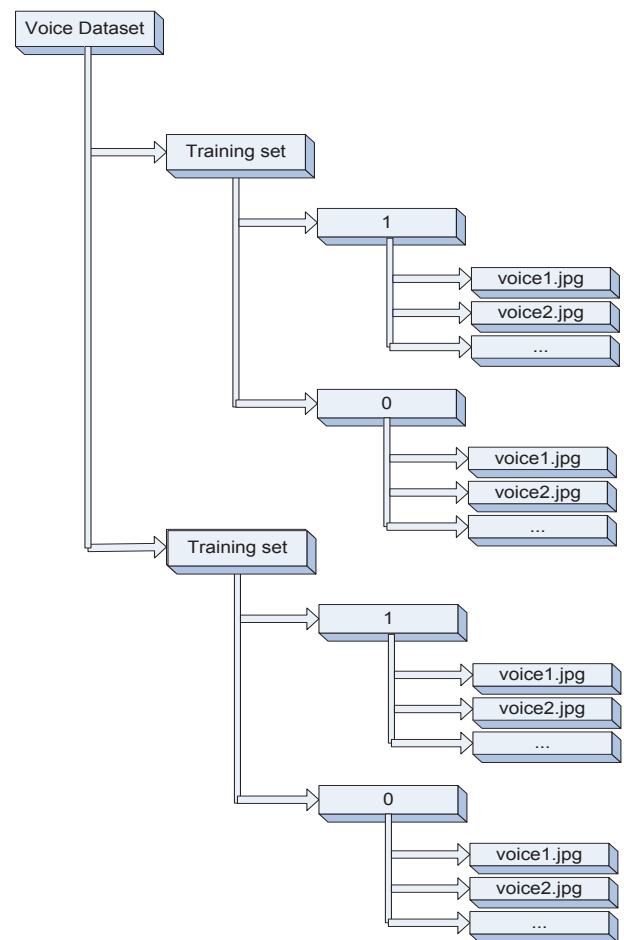 Voice Dataset
Training set
1
voice1.jpg
voice2.jpg
...
0
voice1.jpg
voice2.jpg
...
Training set
1
voice1.jpg
voice2.jpg
...
0
voice1.jpg
voice2.jpg
...